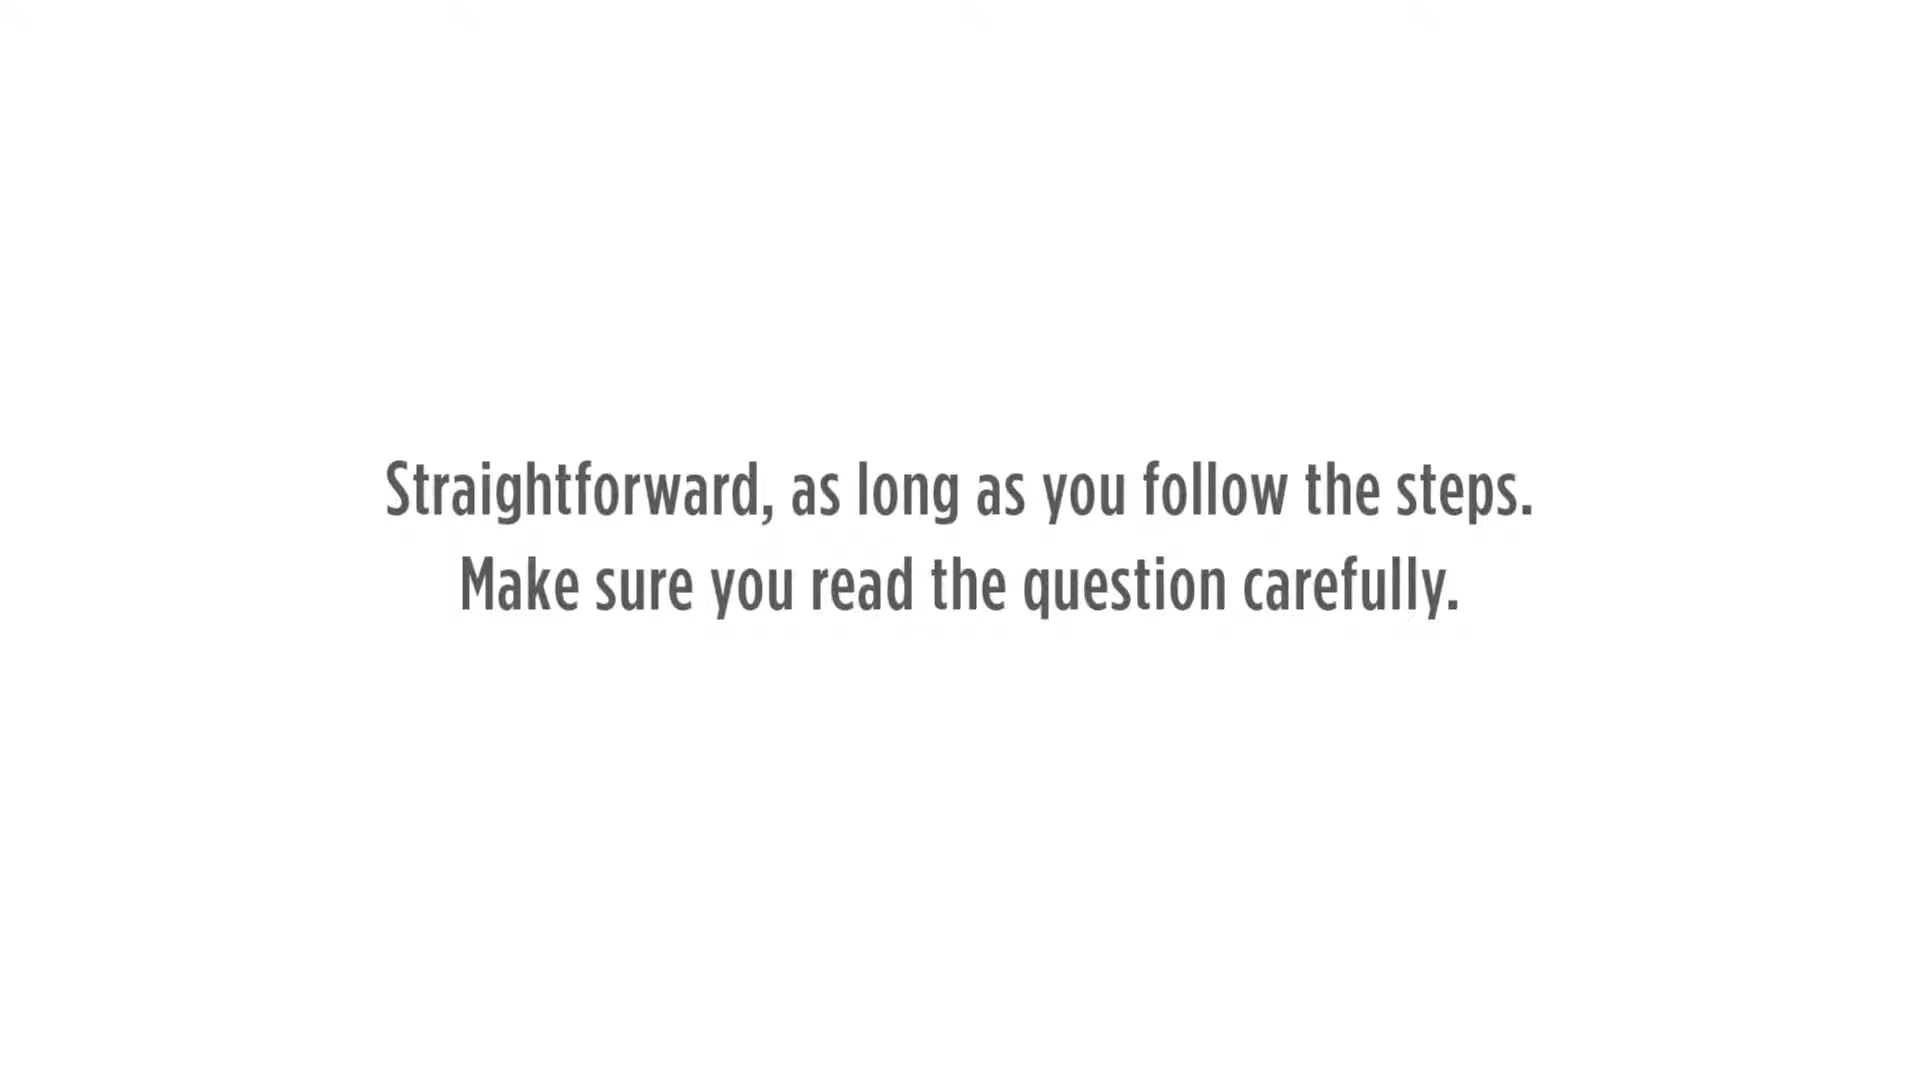 Straightforward, as long as you follow the steps.
Make sure you read the question carefully.